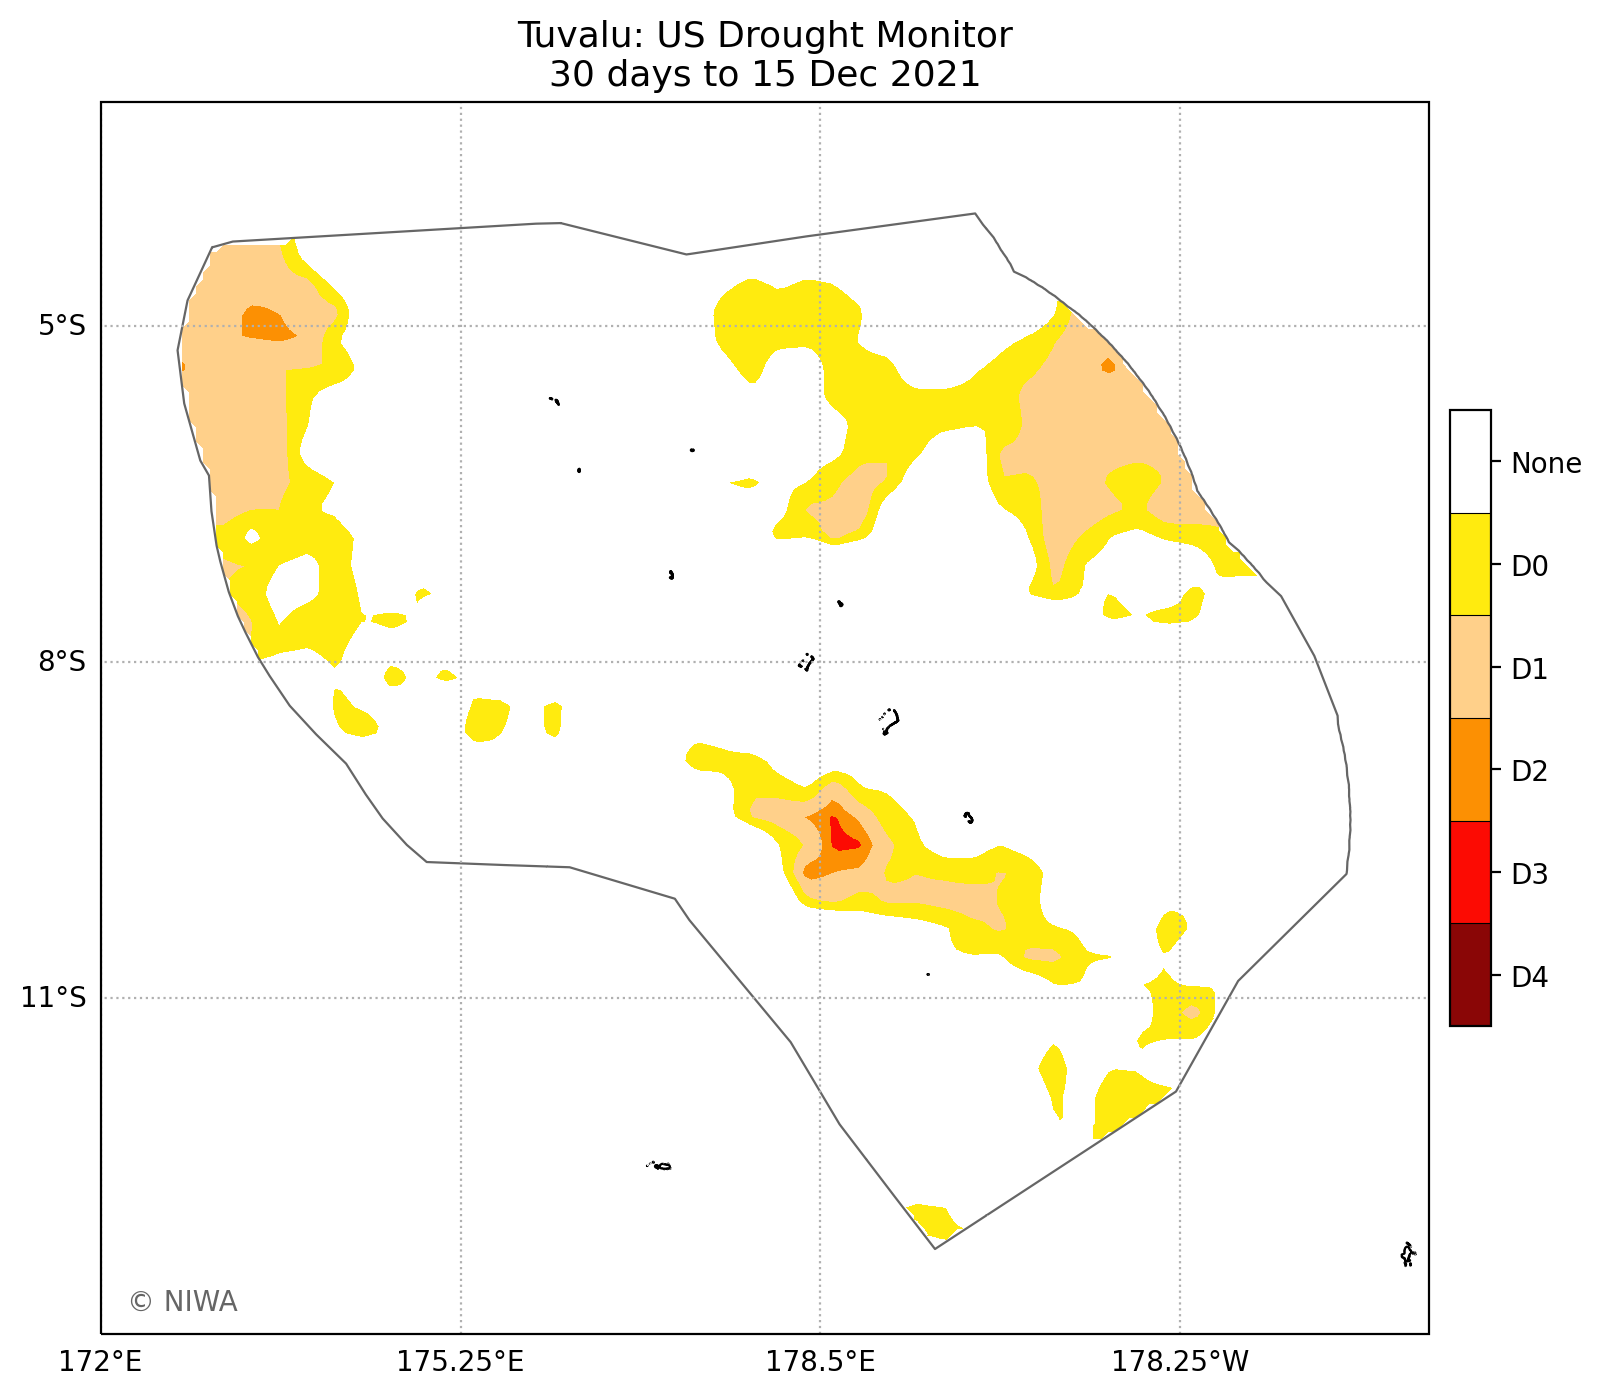 Tuvalu: US Drought Monitor
30 days to 15 Dec 2021
5°S
8°S
11°S
172°E
175.25°E
178.5°E
178.25°W
None
D0
D1
D2
D3
D4
© NIWA